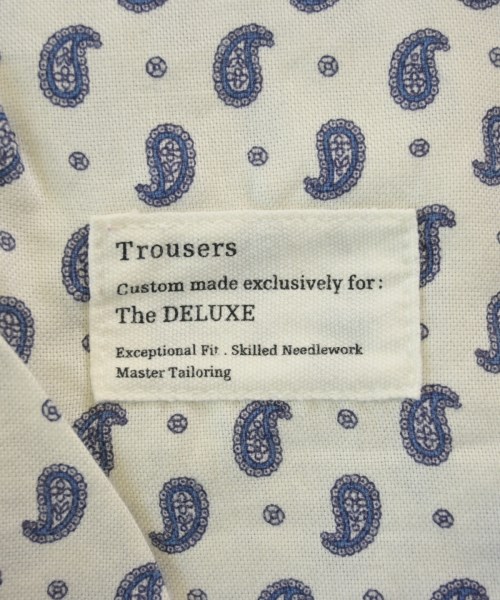 Trousers
Custom made exclusively for:
The DELUXE
Exceptional Fit . Skilled Needlework
Master Tailoring